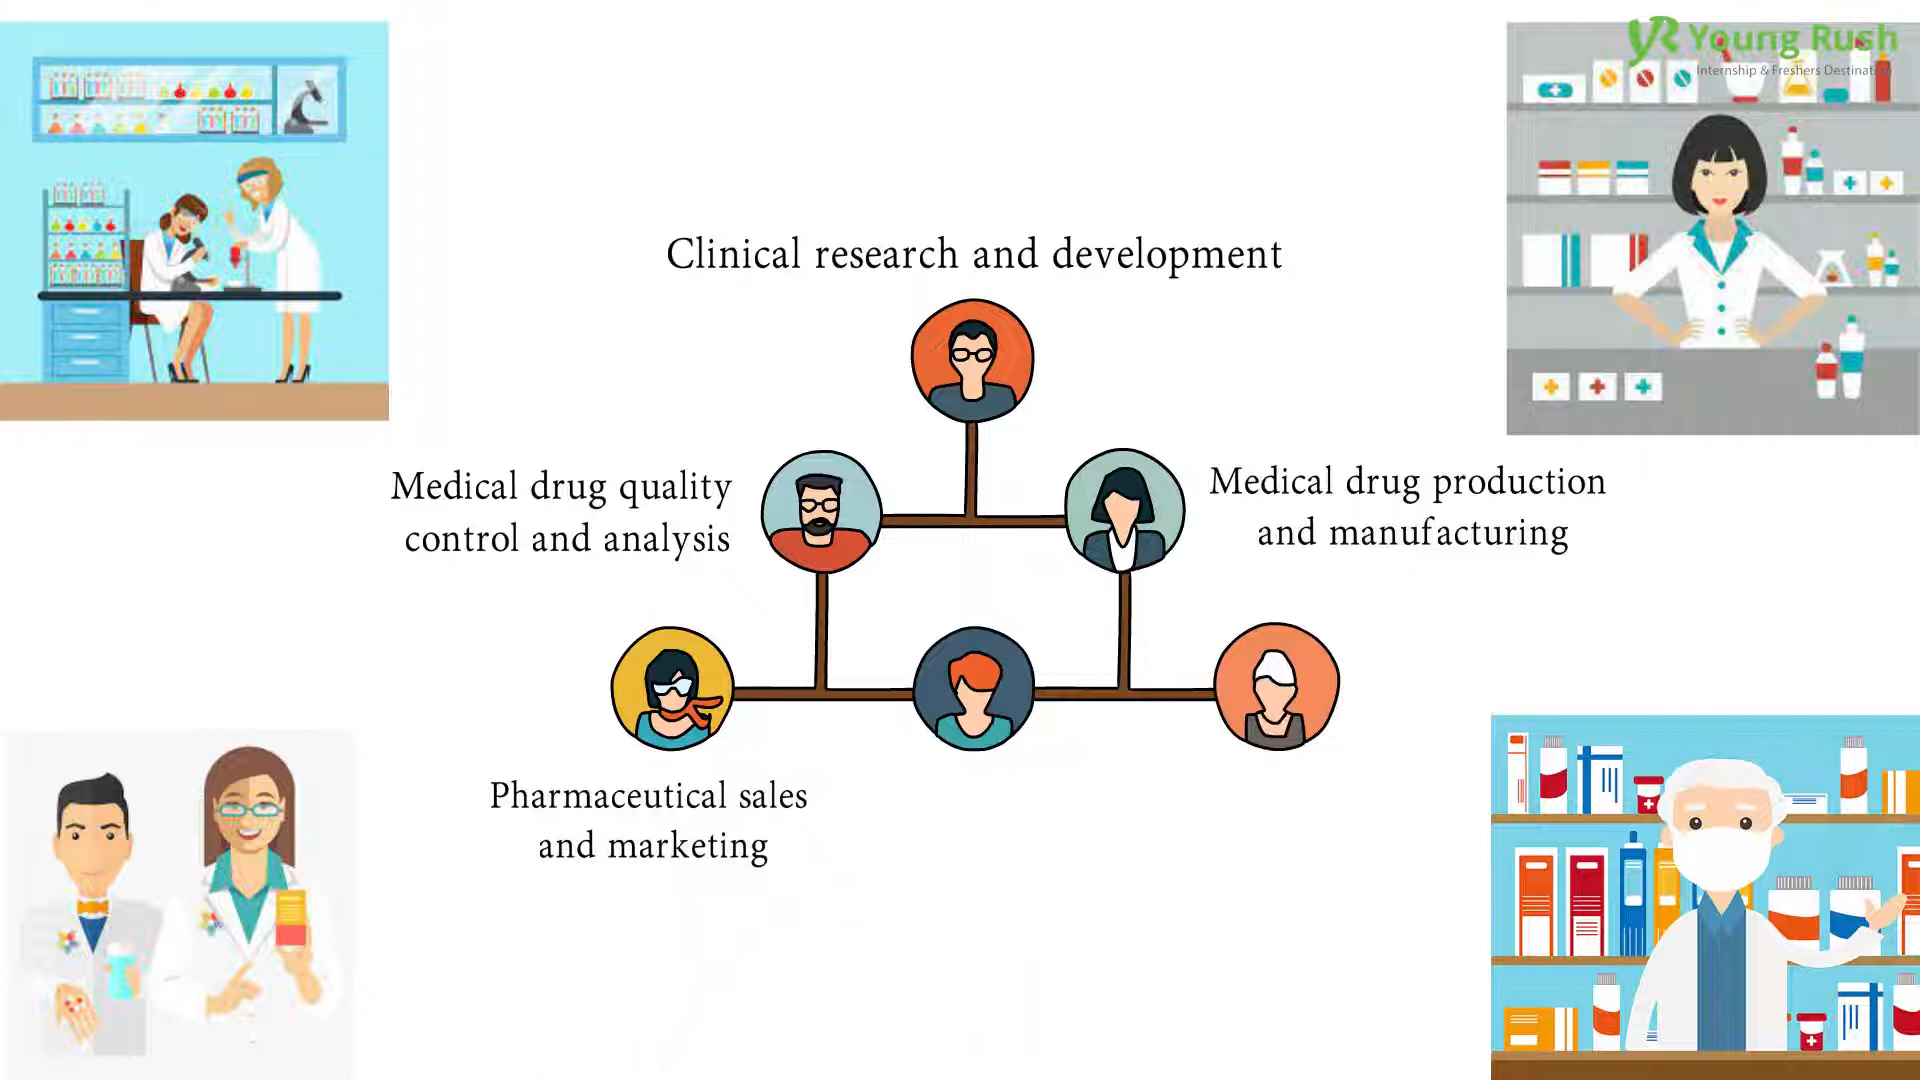 Young Rush
Internship & Freshers Destination
Clinical research and development
Medical drug quality
control and analysis
Medical drug production
and manufacturing
Pharmaceutical sales
and marketing